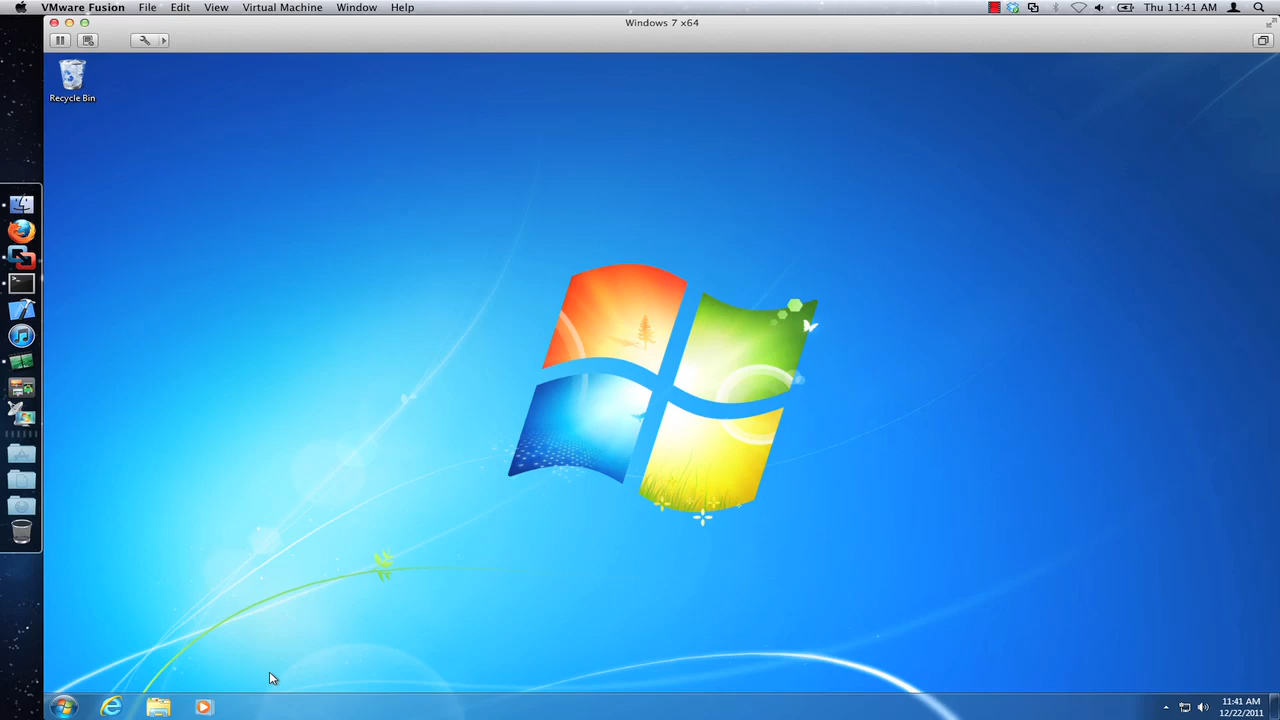 VMware Fusion File Edit View Virtual Machine Window Help Thu 11:41 AM
Windows 7 x64
Recycle Bin
11:41 AM
12/22/2011